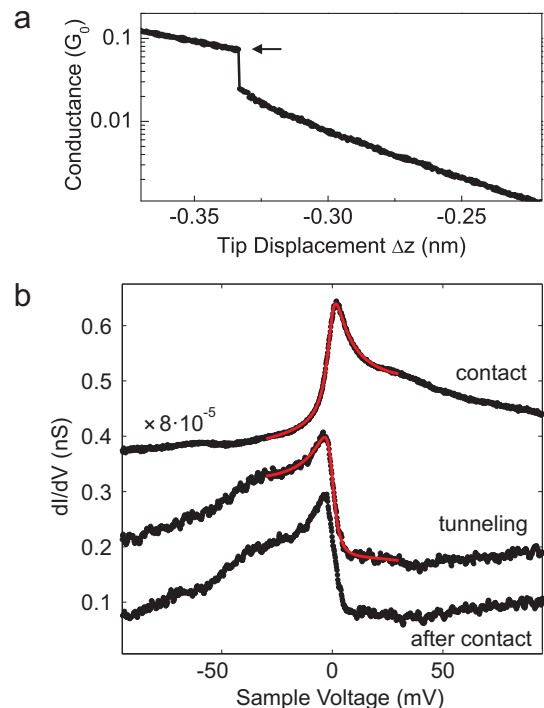 a
Conductance (G₀)
0.1
0.01
-0.35 -0.30 -0.25
Tip Displacement Δz (nm)
b
dI/dV (nS)
0.6
0.5
0.4
0.3
0.2
0.1
contact
×8·10⁻⁵
tunneling
after contact
-50 0 50
Sample Voltage (mV)